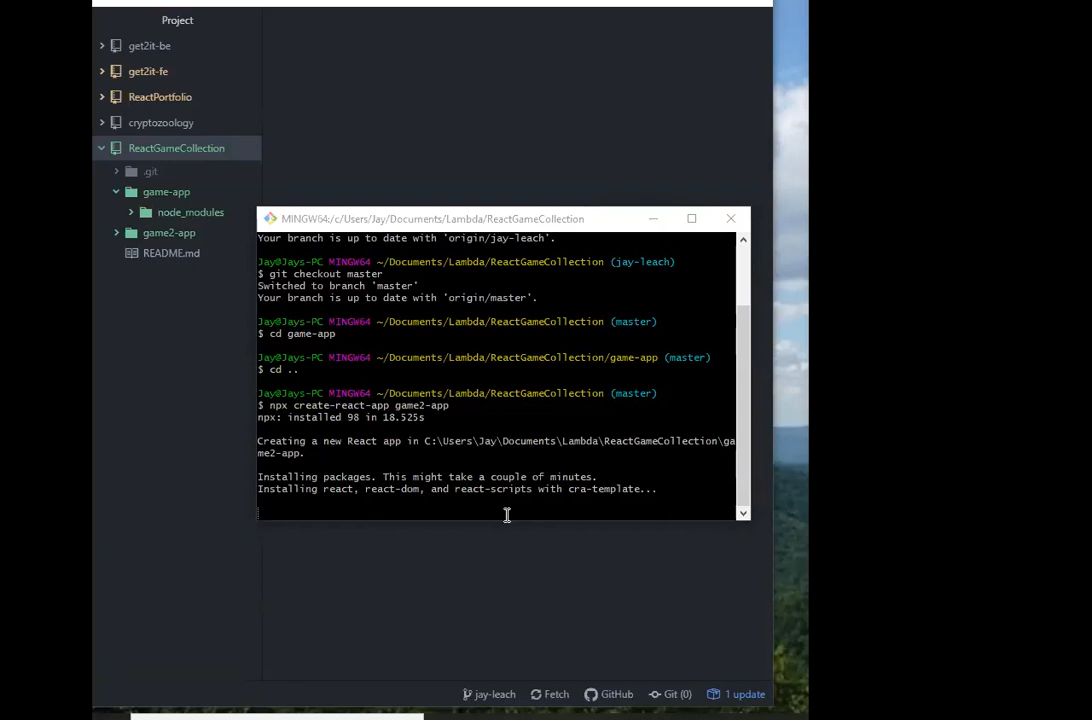 Project
get2it-be
get2it-fe
ReactPortfolio
cryptozoology
ReactGameCollection
.git
game-app
node_modules
game2-app
README.md
MINGW64:/c/Users/Jay/Documents/Lambda/ReactGameCollection
Your branch is up to date with 'origin/jay-leach'.
Jay@Jays-PC MINGW64 ~/Documents/Lambda/ReactGameCollection (jay-leach)
$ git checkout master
Switched to branch 'master'
Your branch is up to date with 'origin/master'.
Jay@Jays-PC MINGW64 ~/Documents/Lambda/ReactGameCollection (master)
$ cd game-app
Jay@Jays-PC MINGW64 ~/Documents/Lambda/ReactGameCollection/game-app (master)
$ cd ..
Jay@Jays-PC MINGW64 ~/Documents/Lambda/ReactGameCollection (master)
$ npx create-react-app game2-app
npx: installed 98 in 18.525s
Creating a new React app in C:\Users\Jay\Documents\Lambda\ReactGameCollection\ga
me2-app.
Installing packages. This might take a couple of minutes.
Installing react, react-dom, and react-scripts with cra-template...
jay-leach Fetch GitHub Git (0) 1 update